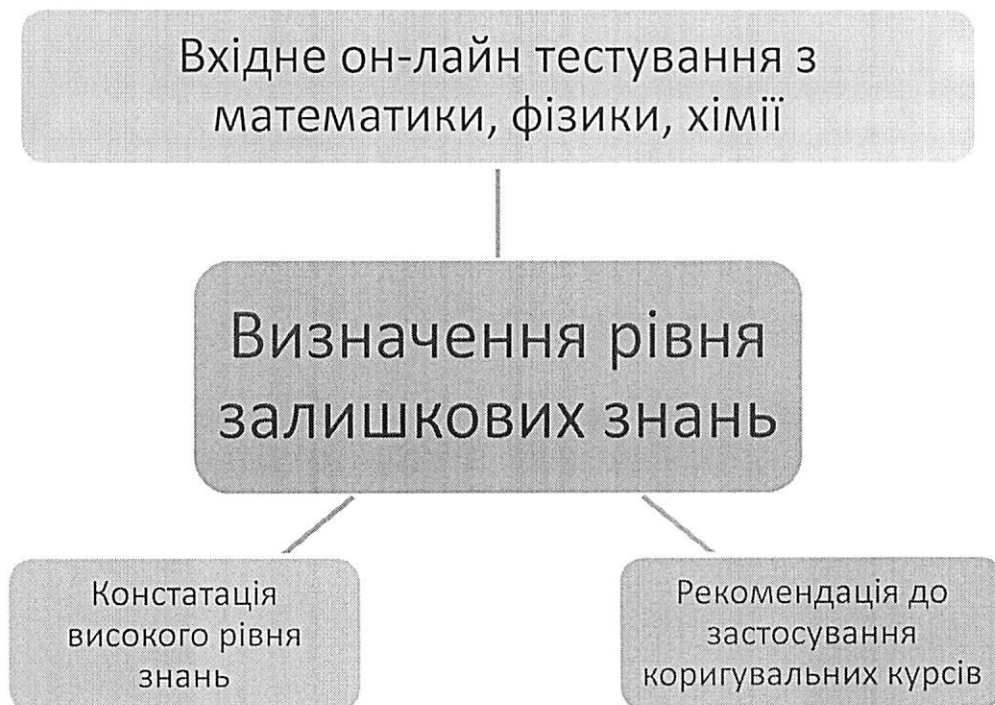 Вхідне он-лайн тестування з
математики, фізики, хімії
Визначення рівня
залишкових знань
Констатація
високого рівня
знань
Рекомендація до
застосування
коригувальних курсів